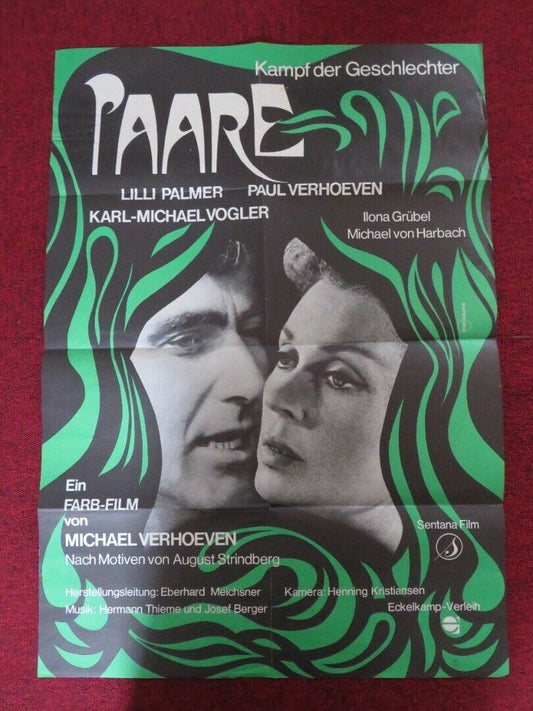 Kampf der Geschlechter
PAARE
LILLI PALMER PAUL VERHOEVEN
KARL-MICHAEL VOGLER
Ilona Grübel
Michael von Harbach
Ein
FARB-FILM
von
MICHAEL VERHOEVEN
Nach Motiven von August Strindberg
Sentana Film
Herstellungsleitung: Eberhard Meichsner
Kamera: Henning Kristiansen
Musik: Hermann Thieme und Josef Berger
Eckelkamp-Verleih